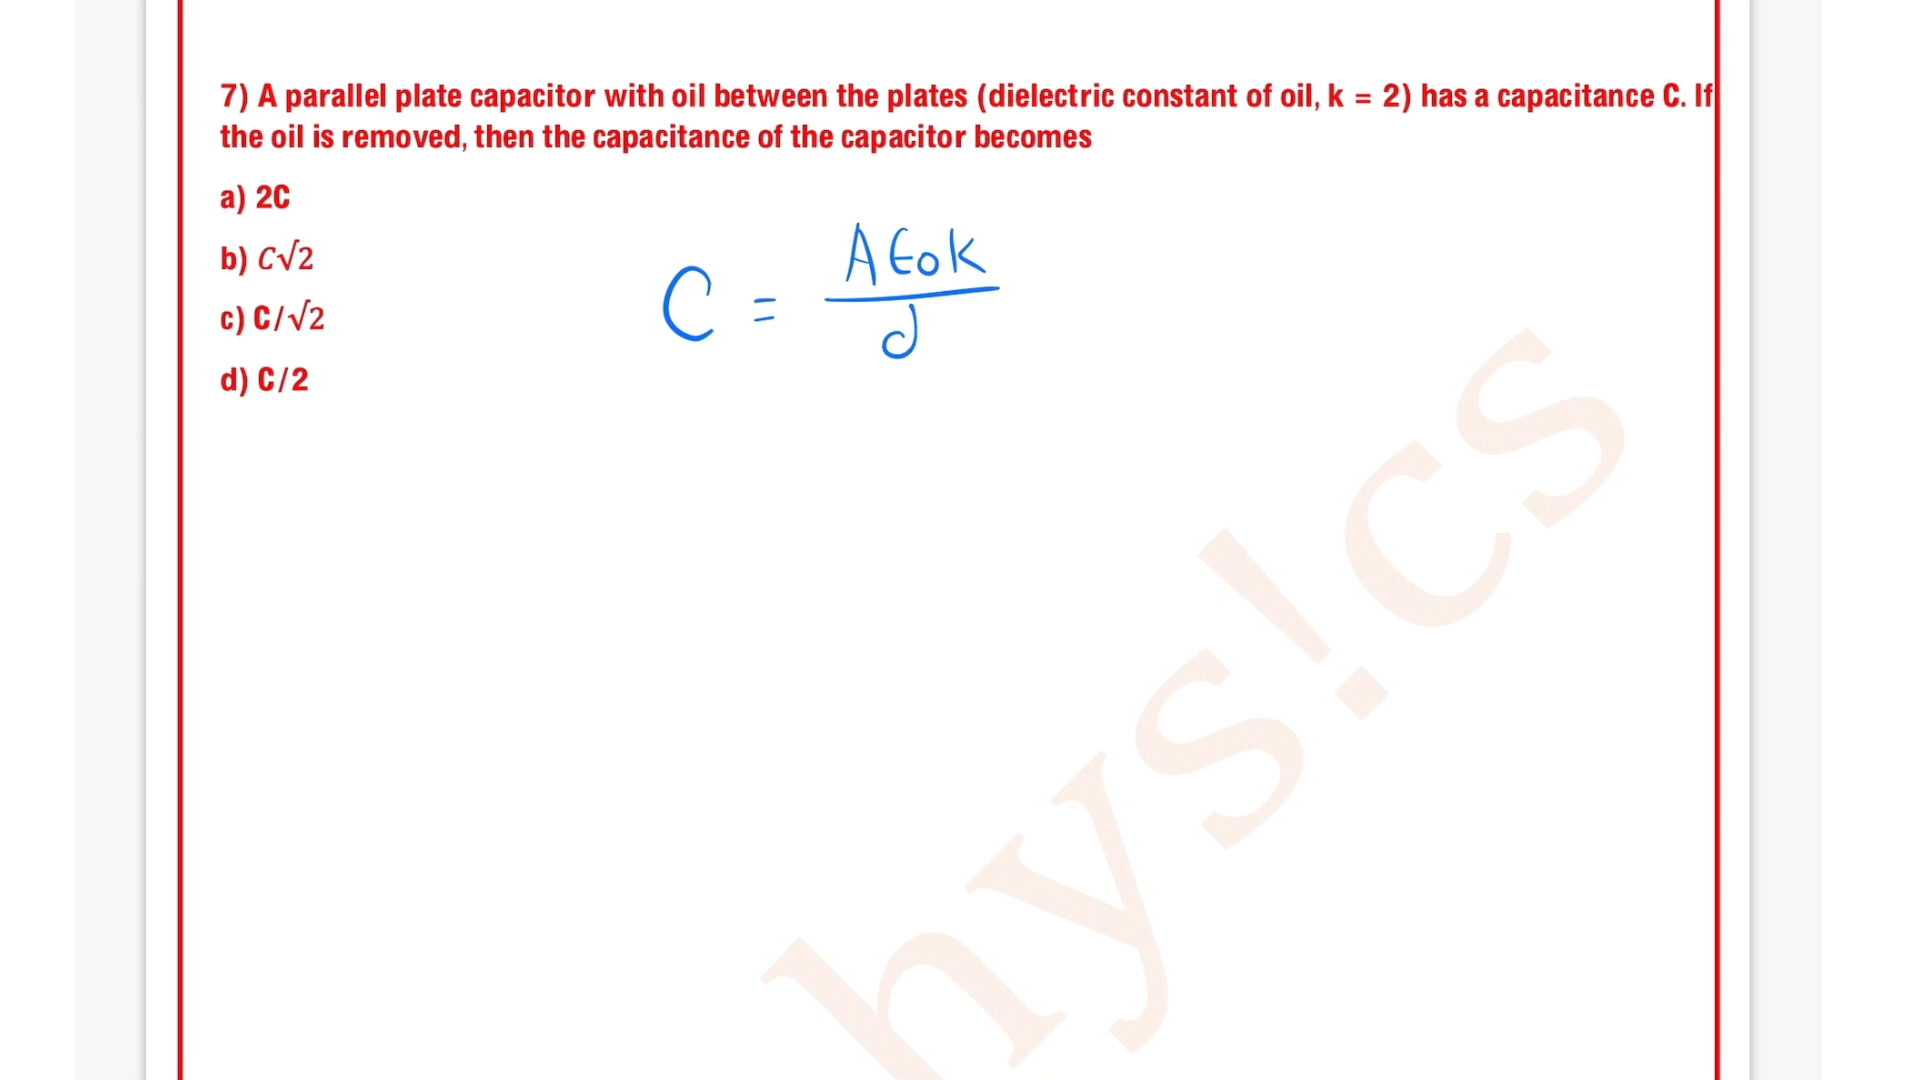 7) A parallel plate capacitor with oil between the plates (dielectric constant of oil, k = 2) has a capacitance C. If
the oil is removed, then the capacitance of the capacitor becomes
a) 2C
b) C√2
c) C/√2
d) C/2
C = A∈₀k / d
hys!cs